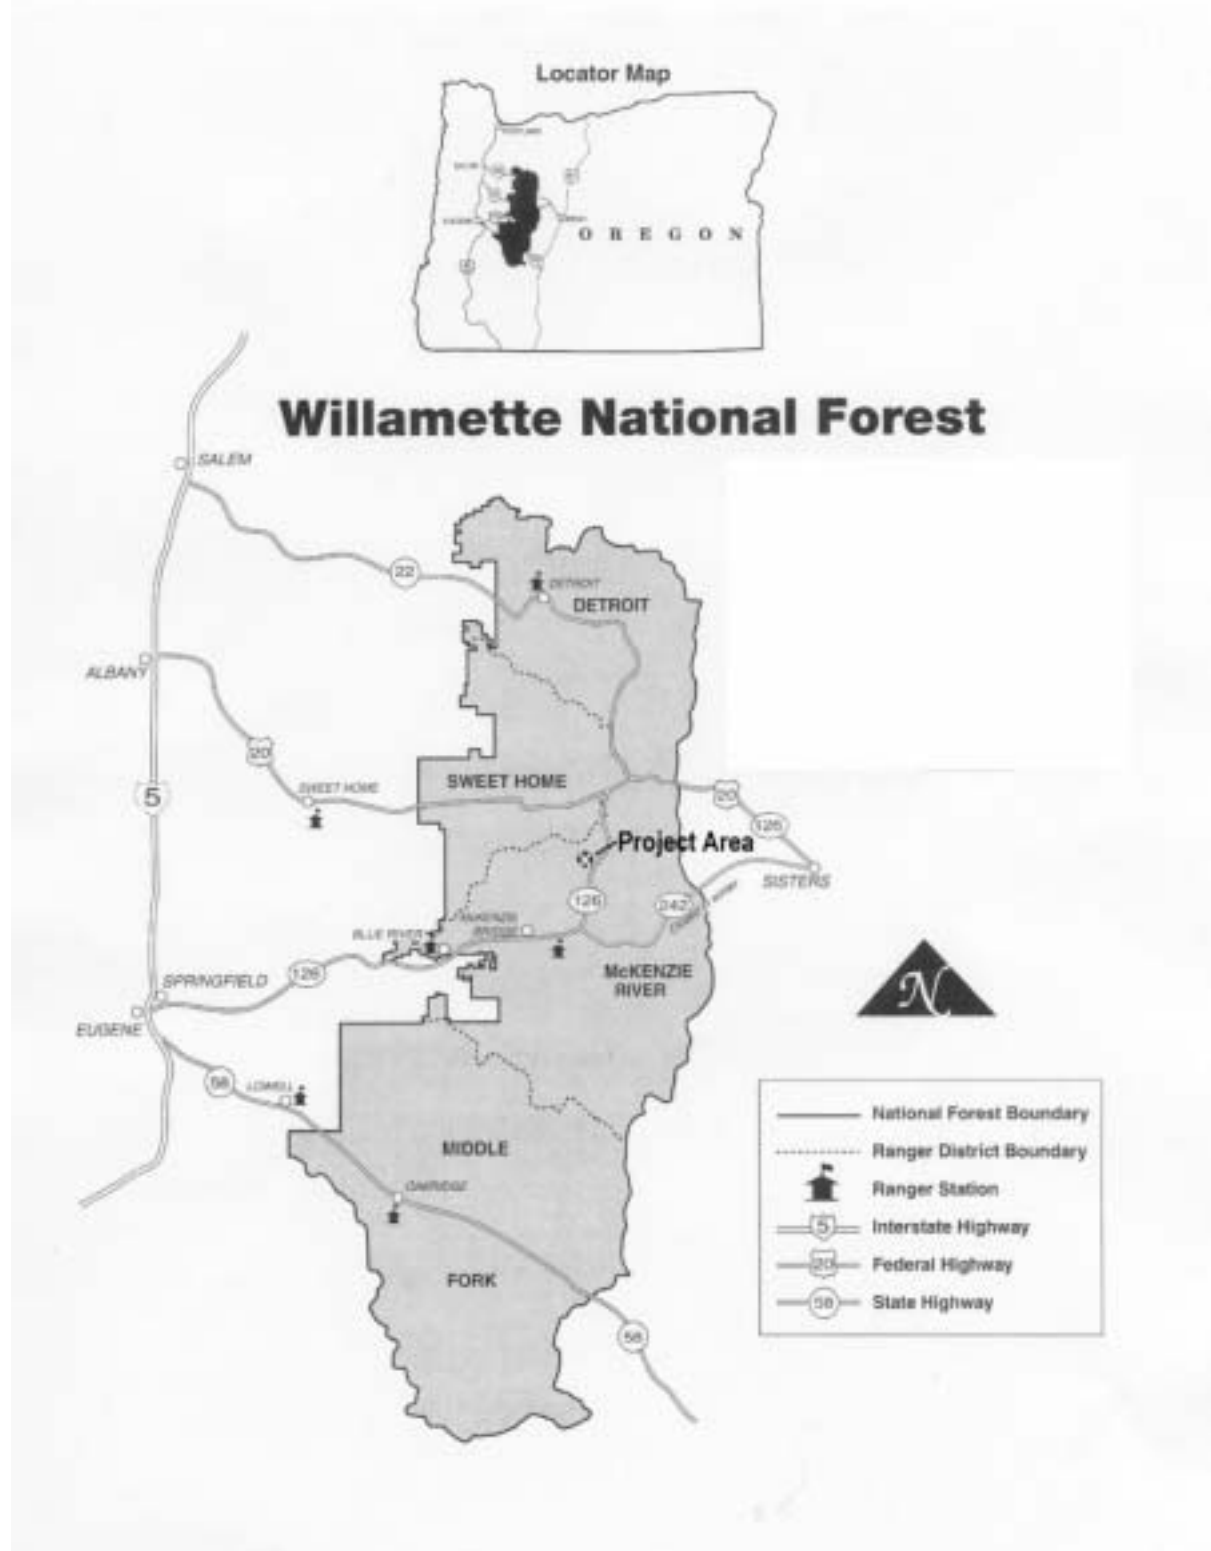 Locator Map
OREGON
Willamette National Forest
SALEM
22
DETROIT
DETROIT
ALBANY
20
SWEET HOME
SWEET HOME
5
20
126
Project Area
SISTERS
126
242
BLUE RIVER
McKENZIE
BRIDGE
McKENZIE
RIVER
126
SPRINGFIELD
EUGENE
N
58
LOWELL
MIDDLE
OAKRIDGE
FORK
58
National Forest Boundary
Ranger District Boundary
Ranger Station
5 Interstate Highway
20 Federal Highway
58 State Highway